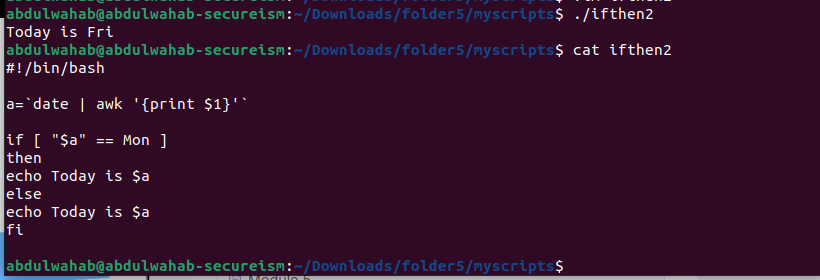 abdulwahab@abdulwahab-secureism:~/Downloads/folder5/myscripts$ ./ifthen2
Today is Fri
abdulwahab@abdulwahab-secureism:~/Downloads/folder5/myscripts$ cat ifthen2
#!/bin/bash
a=`date | awk '{print $1}'`
if [ "$a" == Mon ]
then
echo Today is $a
else
echo Today is $a
fi
abdulwahab@abdulwahab-secureism:~/Downloads/folder5/myscripts$